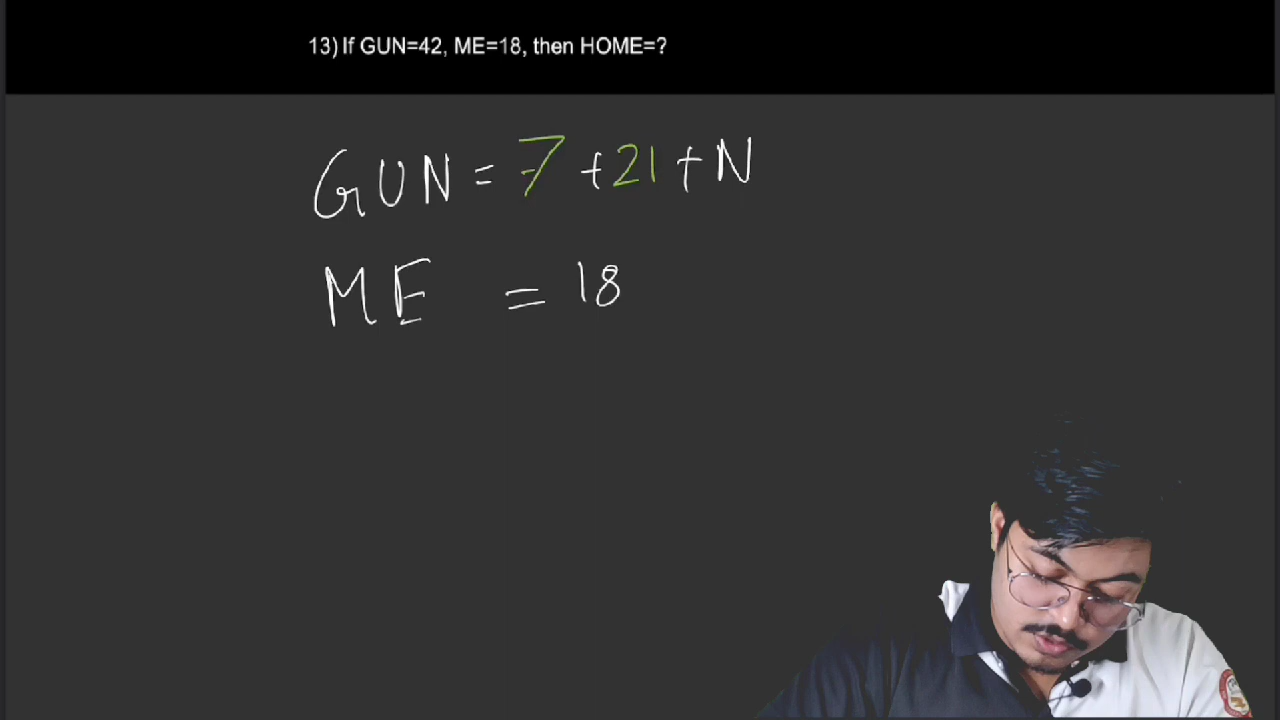 13) If GUN=42, ME=18, then HOME=?
GUN = 7 + 21 + N
ME = 18